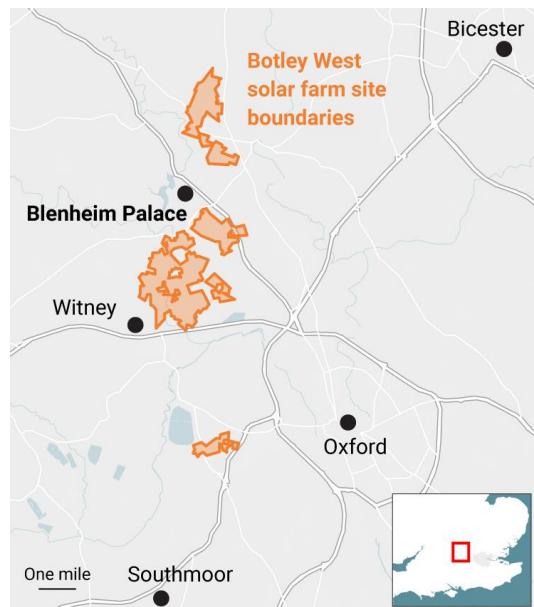 Bicester
Botley West
solar farm site
boundaries
Blenheim Palace
Witney
Oxford
One mile
Southmoor